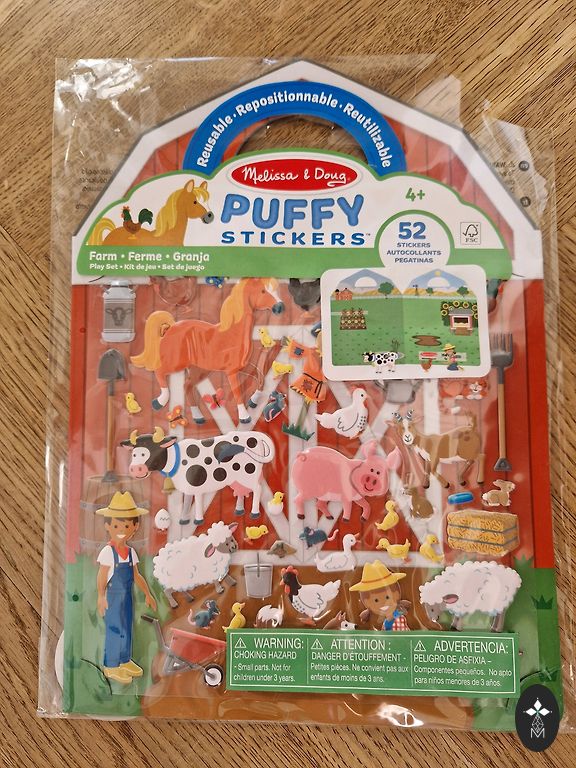 Reusable · Repositionnable · Reutilizable
Melissa & Doug
4+
PUFFY
STICKERS™
52
STICKERS
AUTOCOLLANTS
PEGATINAS
FSC
Farm · Ferme · Granja
Play Set · Kit de jeu · Set de juego
WARNING:
CHOKING HAZARD
- Small parts. Not for
children under 3 years.
ATTENTION :
DANGER D'ÉTOUFFEMENT -
Petites pièces. Ne convient pas aux
enfants de moins de 3 ans.
ADVERTENCIA:
PELIGRO DE ASFIXIA –
Componentes pequeños. No apto
para niños menores de 3 años.